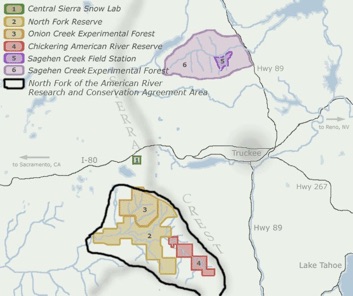 1 Central Sierra Snow Lab
2 North Fork Reserve
3 Onion Creek Experimental Forest
4 Chickering American River Reserve
5 Sagehen Creek Field Station
6 Sagehen Creek Experimental Forest
North Fork of the American River
Research and Conservation Agreement Area
6
5
Hwy 89
to Reno, NV
SIERRA
Truckee
to Sacramento, CA
I-80
1
CREST
Hwy 267
3
2
Hwy 89
4
Lake Tahoe